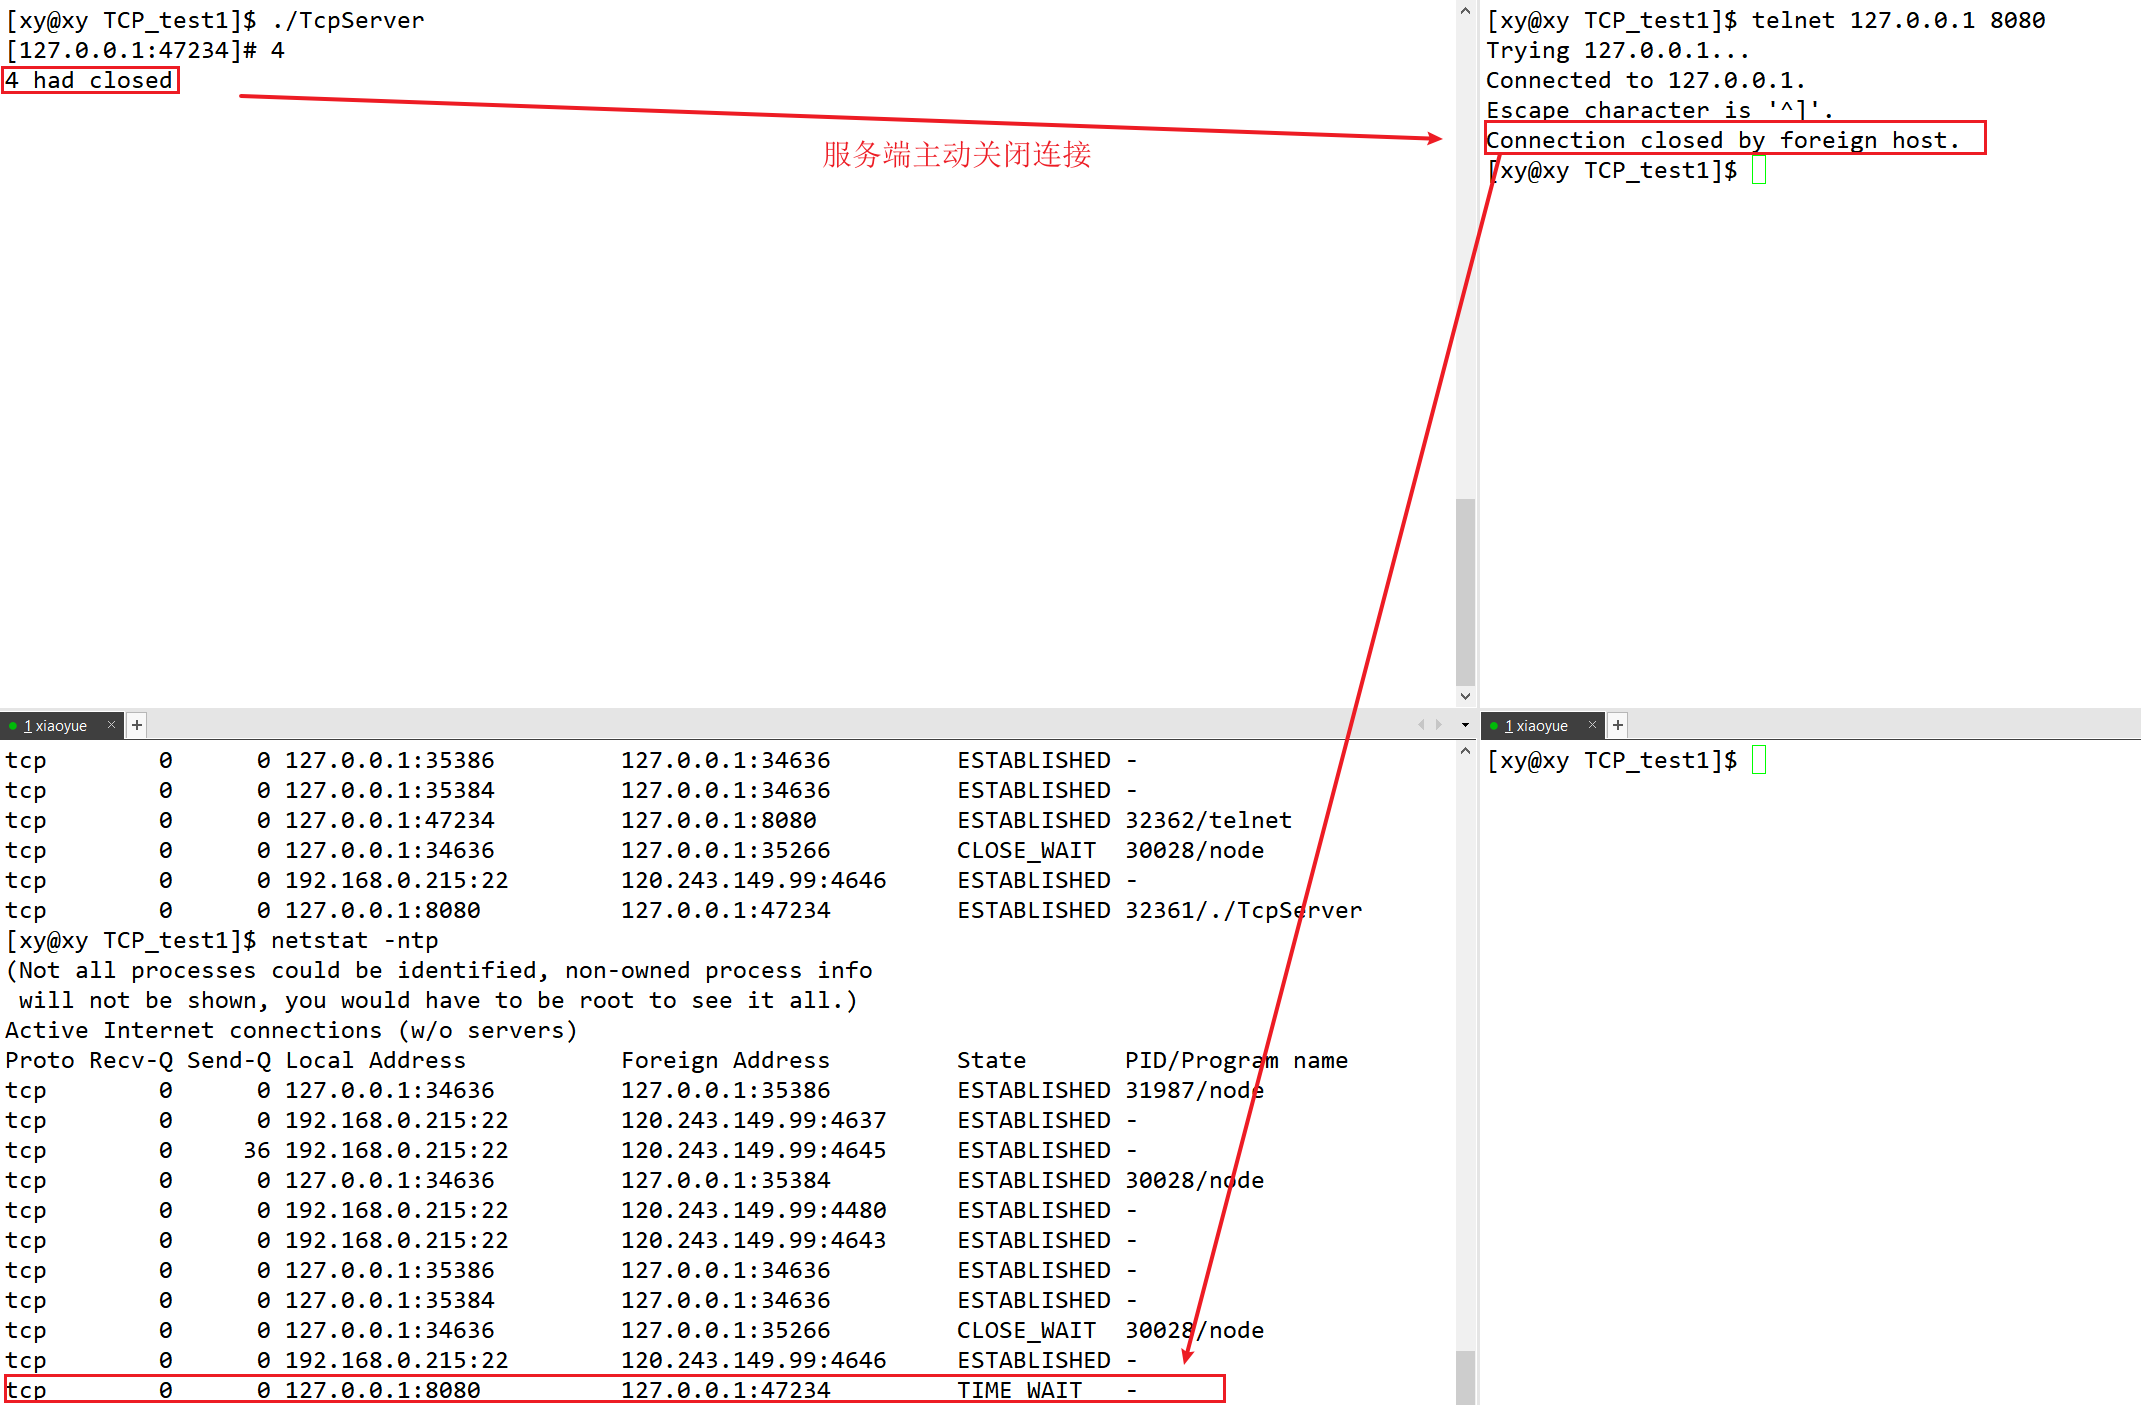 [xy@xy TCP_test1]$ ./TcpServer
[127.0.0.1:47234]# 4
4 had closed
服务端主动关闭连接
[xy@xy TCP_test1]$ telnet 127.0.0.1 8080
Trying 127.0.0.1...
Connected to 127.0.0.1.
Escape character is '^]'.
Connection closed by foreign host.
[xy@xy TCP_test1]$
1 xiaoyue × +
tcp 0 0 127.0.0.1:35386 127.0.0.1:34636 ESTABLISHED -
tcp 0 0 127.0.0.1:35384 127.0.0.1:34636 ESTABLISHED -
tcp 0 0 127.0.0.1:47234 127.0.0.1:8080 ESTABLISHED 32362/telnet
tcp 0 0 127.0.0.1:34636 127.0.0.1:35266 CLOSE_WAIT 30028/node
tcp 0 0 192.168.0.215:22 120.243.149.99:4646 ESTABLISHED -
tcp 0 0 127.0.0.1:8080 127.0.0.1:47234 ESTABLISHED 32361/./TcpServer
[xy@xy TCP_test1]$ netstat -ntp
(Not all processes could be identified, non-owned process info
will not be shown, you would have to be root to see it all.)
Active Internet connections (w/o servers)
Proto Recv-Q Send-Q Local Address Foreign Address State PID/Program name
tcp 0 0 127.0.0.1:34636 127.0.0.1:35386 ESTABLISHED 31987/node
tcp 0 0 192.168.0.215:22 120.243.149.99:4637 ESTABLISHED -
tcp 0 36 192.168.0.215:22 120.243.149.99:4645 ESTABLISHED -
tcp 0 0 127.0.0.1:34636 127.0.0.1:35384 ESTABLISHED 30028/node
tcp 0 0 192.168.0.215:22 120.243.149.99:4480 ESTABLISHED -
tcp 0 0 192.168.0.215:22 120.243.149.99:4643 ESTABLISHED -
tcp 0 0 127.0.0.1:35386 127.0.0.1:34636 ESTABLISHED -
tcp 0 0 127.0.0.1:35384 127.0.0.1:34636 ESTABLISHED -
tcp 0 0 127.0.0.1:34636 127.0.0.1:35266 CLOSE_WAIT 30028/node
tcp 0 0 192.168.0.215:22 120.243.149.99:4646 ESTABLISHED -
tcp 0 0 127.0.0.1:8080 127.0.0.1:47234 TIME_WAIT -
1 xiaoyue × +
[xy@xy TCP_test1]$